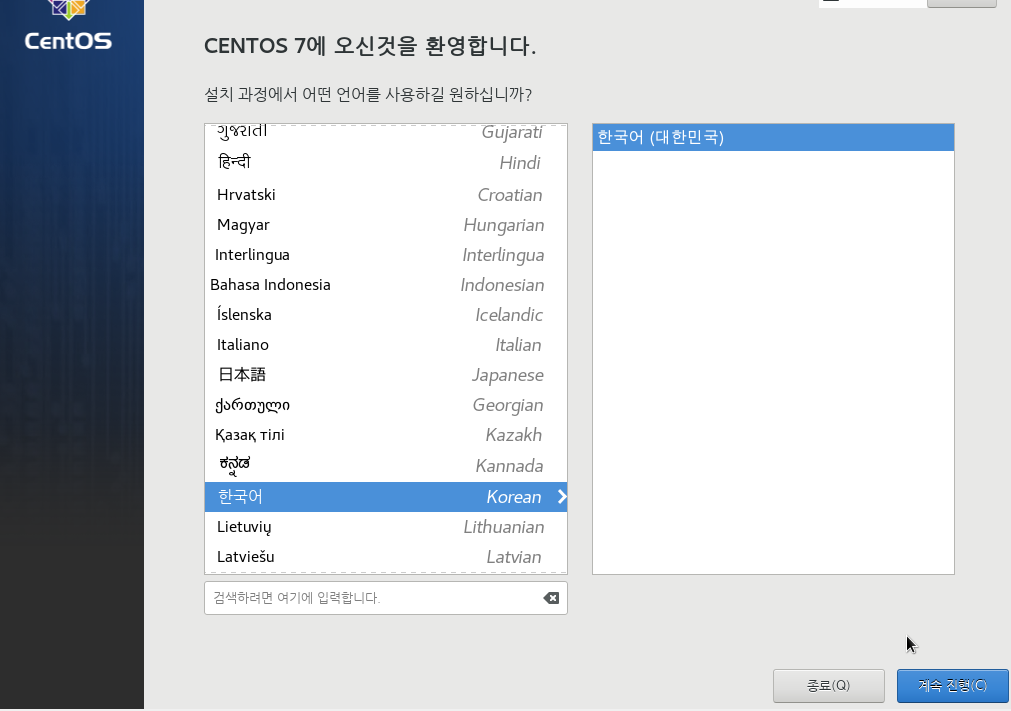 CentOS
CENTOS 7에 오신것을 환영합니다.
설치 과정에서 어떤 언어를 사용하길 원하십니까?
ગુજરાતી Gujarati
हिन्दी Hindi
Hrvatski Croatian
Magyar Hungarian
Interlingua Interlingua
Bahasa Indonesia Indonesian
Íslenska Icelandic
Italiano Italian
日本語 Japanese
ქართული Georgian
Қазақ тілі Kazakh
ಕನ್ನಡ Kannada
한국어 Korean
Lietuvių Lithuanian
Latviešu Latvian
한국어 (대한민국)
검색하려면 여기에 입력합니다.
종료(Q)
계속 진행(C)